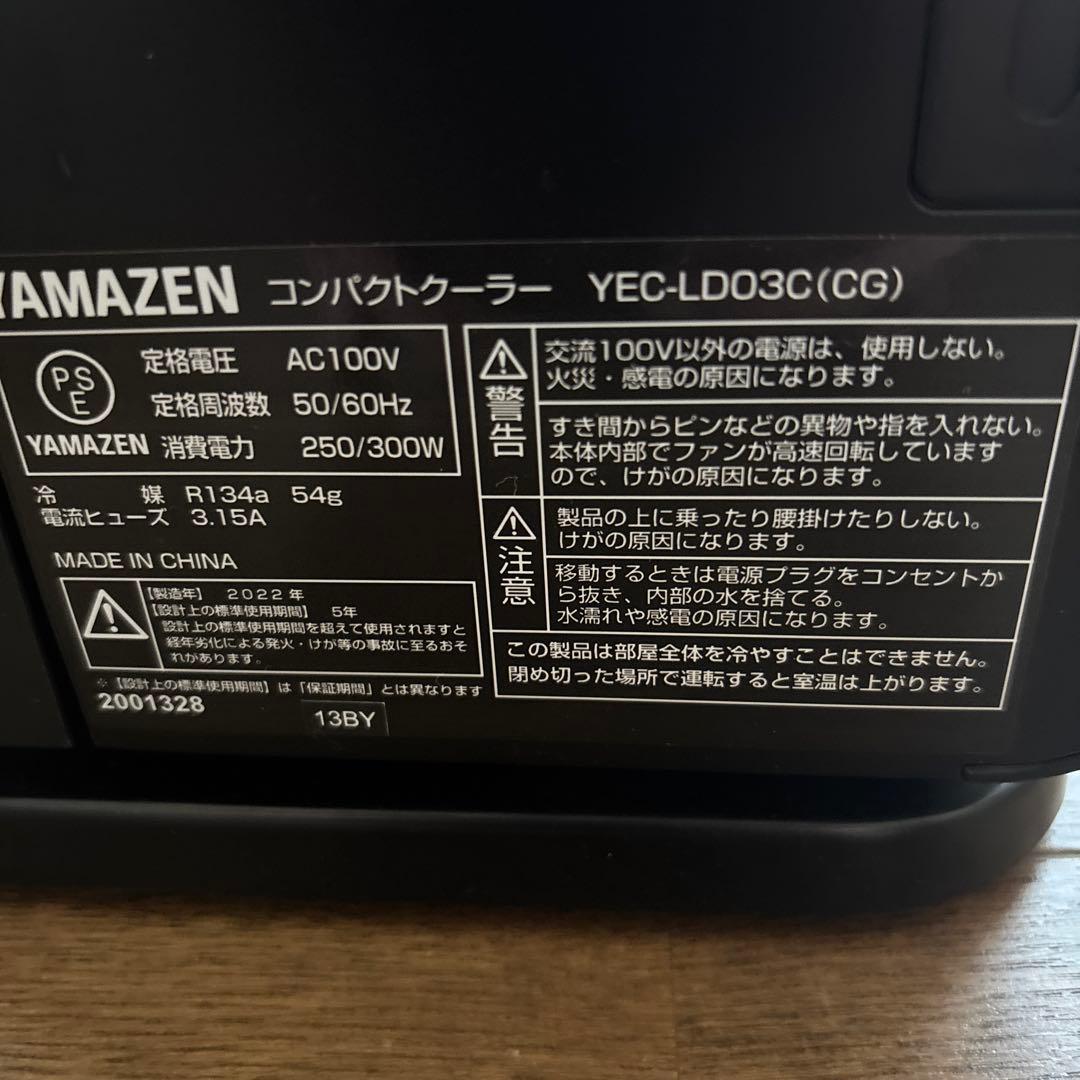 YAMAZEN コンパクトクーラー YEC-LD03C(CG)
PS
E
YAMAZEN
定格電圧 AC100V
定格周波数 50/60Hz
消費電力 250/300W
冷 媒 R134a 54g
電流ヒューズ 3.15A
MADE IN CHINA
【製造年】 2022年
【設計上の標準使用期間】 5年
設計上の標準使用期間を超えて使用されますと
経年劣化による発火・けが等の事故に至るおそ
れがあります。
※【設計上の標準使用期間】は「保証期間」とは異なります
2001328
13BY
警告
交流100V以外の電源は、使用しない。
火災・感電の原因になります。
すき間からピンなどの異物や指を入れない。
本体内部でファンが高速回転しています
ので、けがの原因になります。
注意
製品の上に乗ったり腰掛けたりしない。
けがの原因になります。
移動するときは電源プラグをコンセントか
ら抜き、内部の水を捨てる。
水濡れや感電の原因になります。
この製品は部屋全体を冷やすことはできません。
閉め切った場所で運転すると室温は上がります。